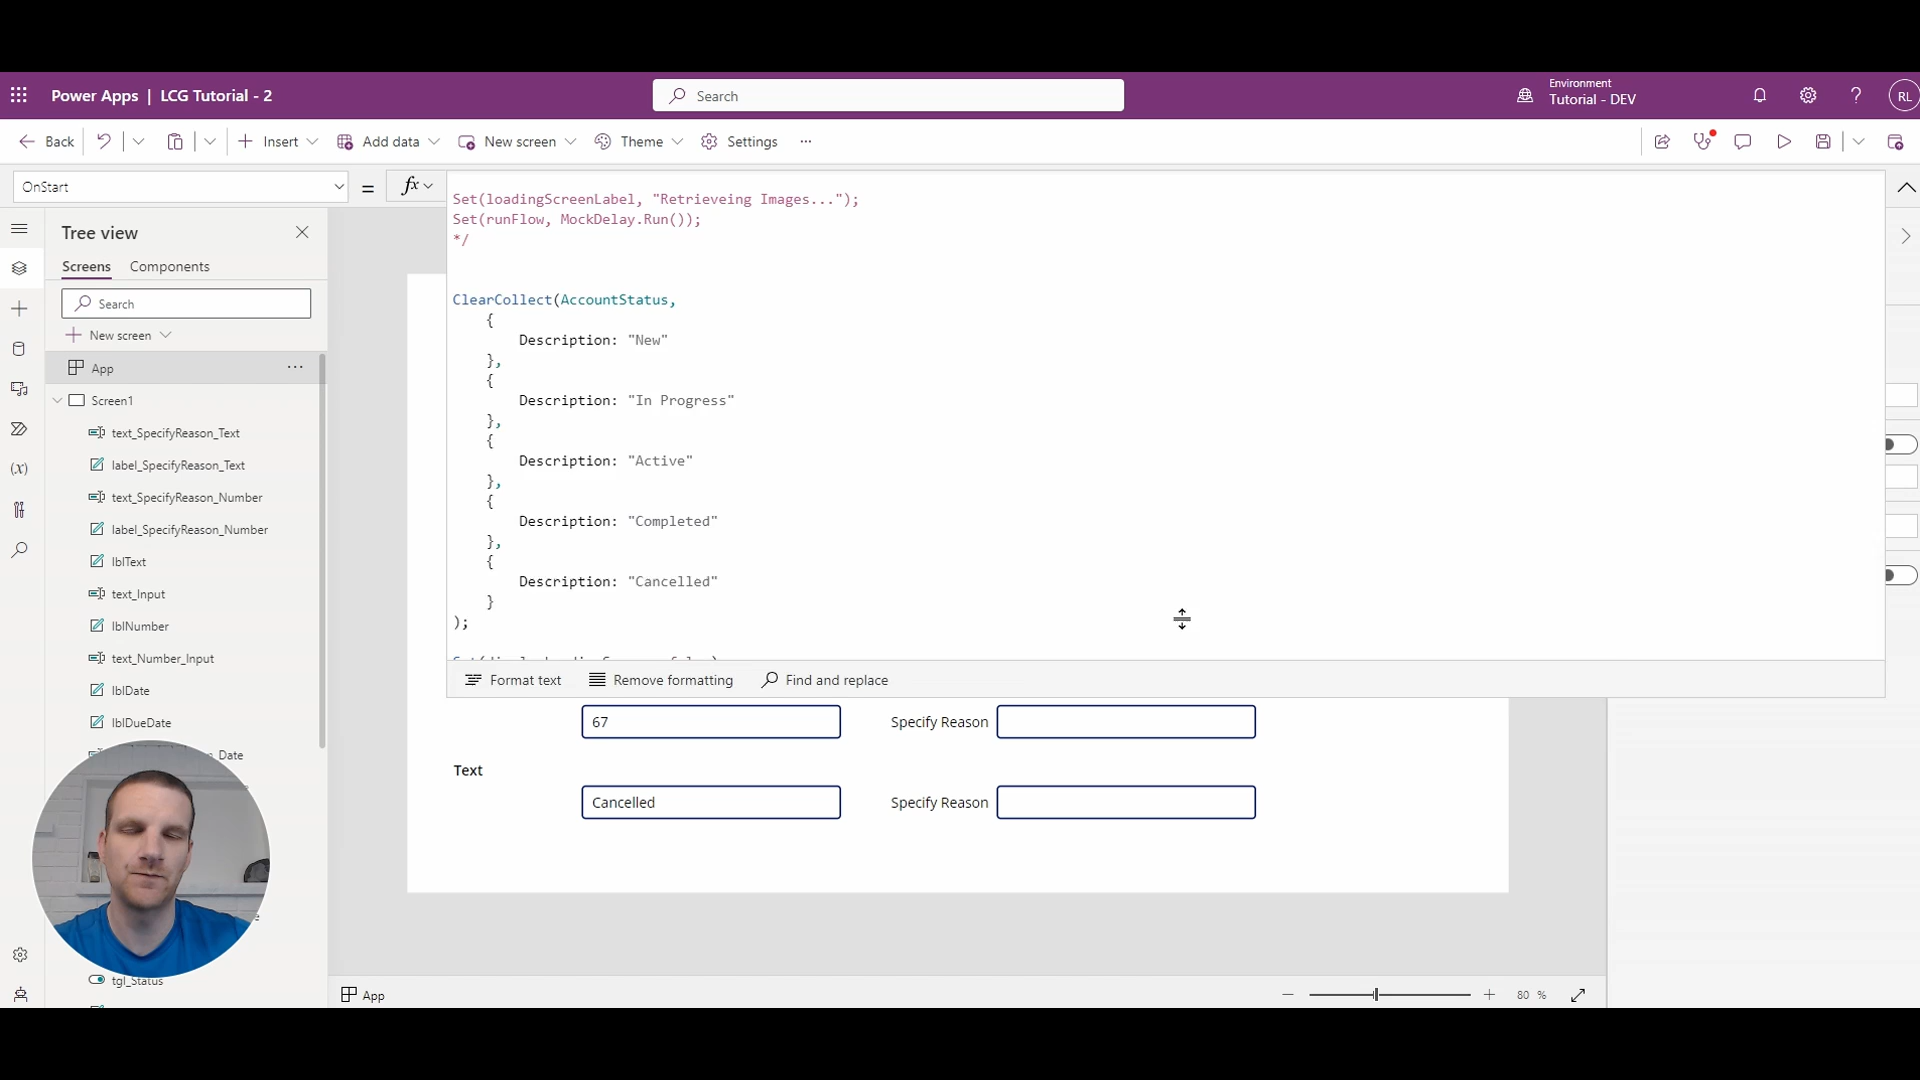 Power Apps | LCG Tutorial - 2
Search
Environment
Tutorial - DEV
RL
Back
Insert
Add data
New screen
Theme
Settings
OnStart
=
fx
Set(loadingScreenLabel, "Retrieveing Images...");
Set(runFlow, MockDelay.Run());
*/
ClearCollect(AccountStatus,
{
Description: "New"
},
{
Description: "In Progress"
},
{
Description: "Active"
},
{
Description: "Completed"
},
{
Description: "Cancelled"
}
);
Format text
Remove formatting
Find and replace
Tree view
Screens
Components
Search
New screen
App
Screen1
text_SpecifyReason_Text
label_SpecifyReason_Text
text_SpecifyReason_Number
label_SpecifyReason_Number
lblText
text_Input
lblNumber
text_Number_Input
lblDate
lblDueDate
_Date
tgl_Status
67
Specify Reason
Text
Cancelled
Specify Reason
App
80 %